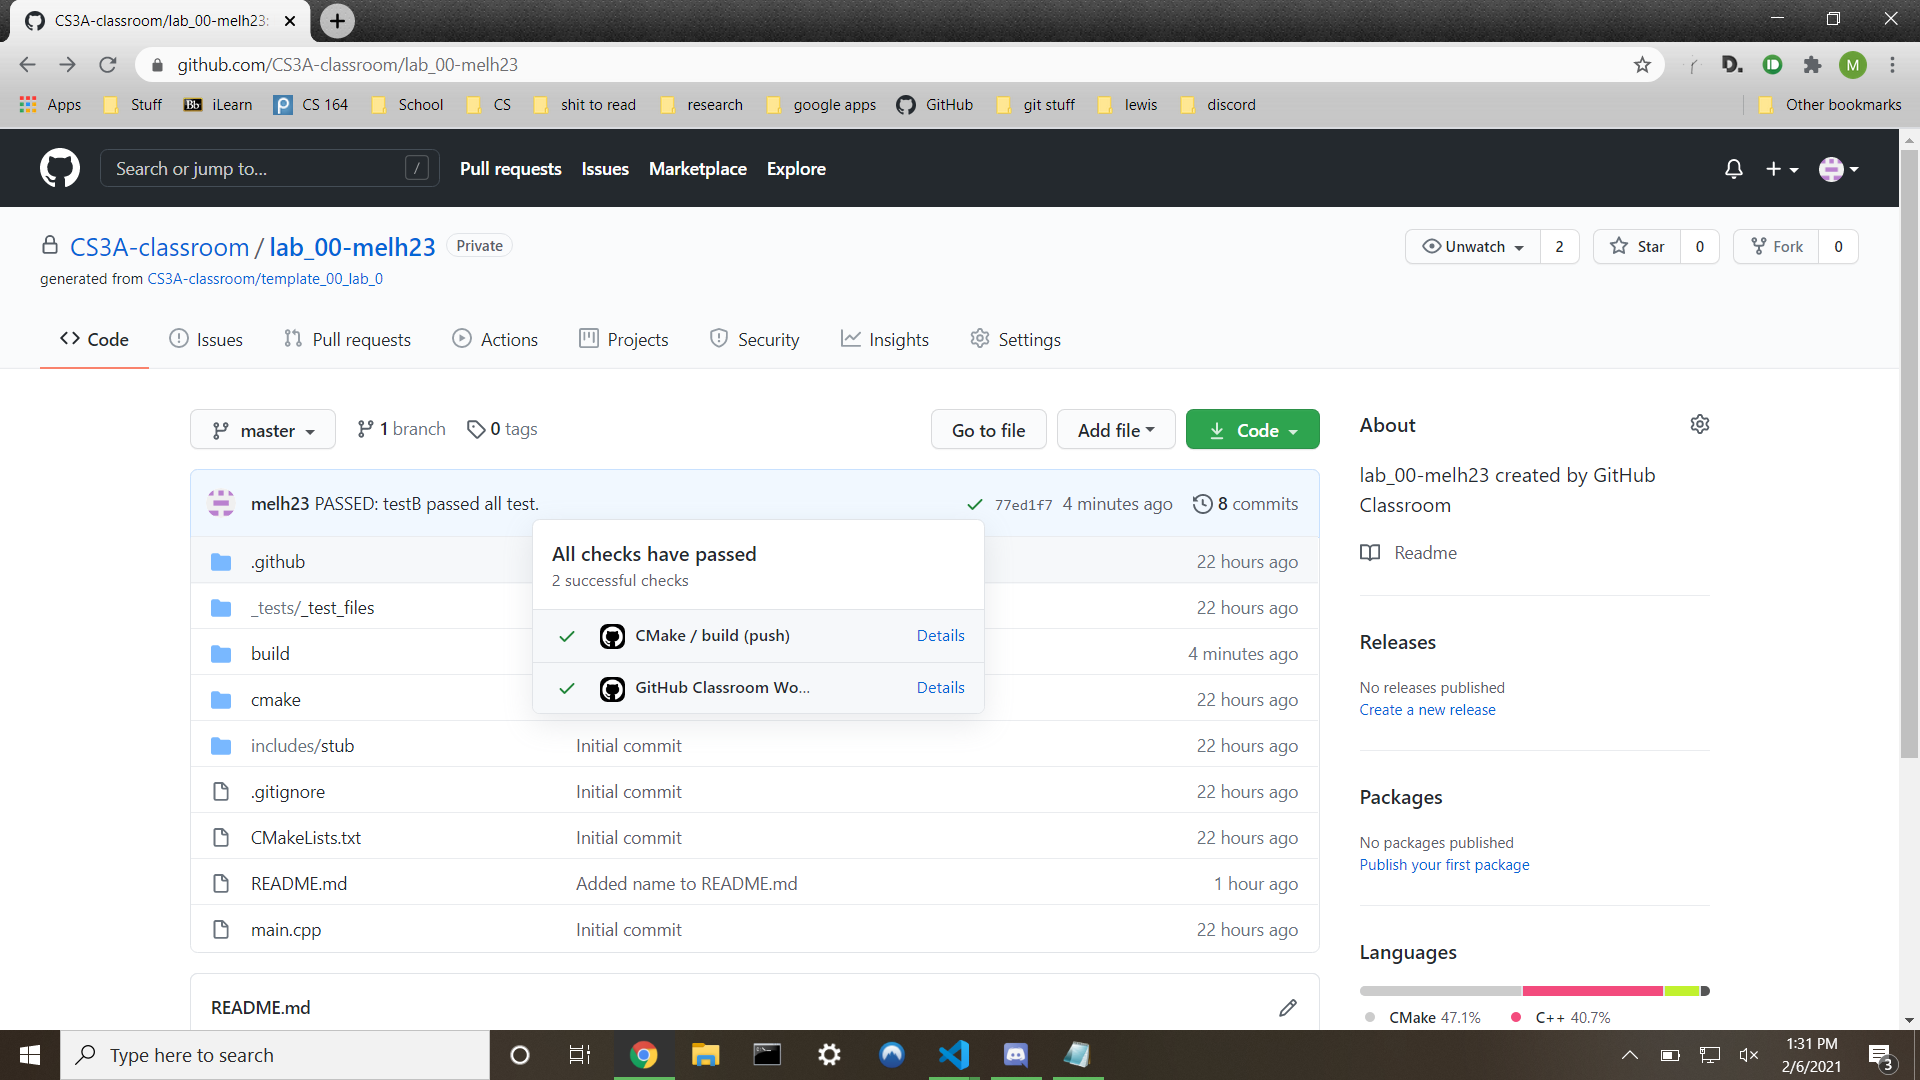 CS3A-classroom/lab_00-melh23:
github.com/CS3A-classroom/lab_00-melh23
D.
M
Apps Stuff Bb iLearn CS 164 School CS shit to read research google apps GitHub git stuff lewis discord Other bookmarks
Search or jump to... / Pull requests Issues Marketplace Explore
CS3A-classroom / lab_00-melh23 Private
Unwatch 2 Star 0 Fork 0
generated from CS3A-classroom/template_00_lab_0
Code Issues Pull requests Actions Projects Security Insights Settings
master 1 branch 0 tags Go to file Add file Code
melh23 PASSED: testB passed all test. 77ed1f7 4 minutes ago 8 commits
All checks have passed
2 successful checks
CMake / build (push) Details
GitHub Classroom Wo... Details
.github 22 hours ago
_tests/_test_files 22 hours ago
build 4 minutes ago
cmake 22 hours ago
includes/stub Initial commit 22 hours ago
.gitignore Initial commit 22 hours ago
CMakeLists.txt Initial commit 22 hours ago
README.md Added name to README.md 1 hour ago
main.cpp Initial commit 22 hours ago
README.md
About
lab_00-melh23 created by GitHub
Classroom
Readme
Releases
No releases published
Create a new release
Packages
No packages published
Publish your first package
Languages
CMake 47.1% C++ 40.7%
Type here to search
1:31 PM
2/6/2021
3